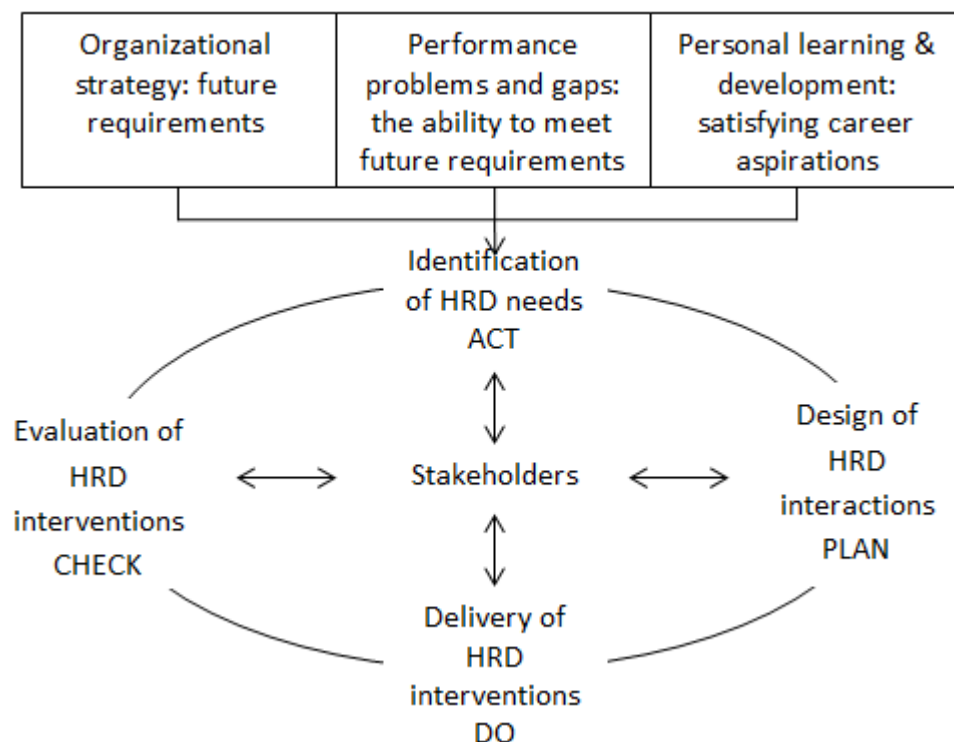 Organizational
strategy: future
requirements
Performance
problems and gaps:
the ability to meet
future requirements
Personal learning &
development:
satisfying career
aspirations
Identification
of HRD needs
ACT
Evaluation of
HRD
interventions
CHECK
Stakeholders
Design of
HRD
interactions
PLAN
Delivery of
HRD
interventions
DO